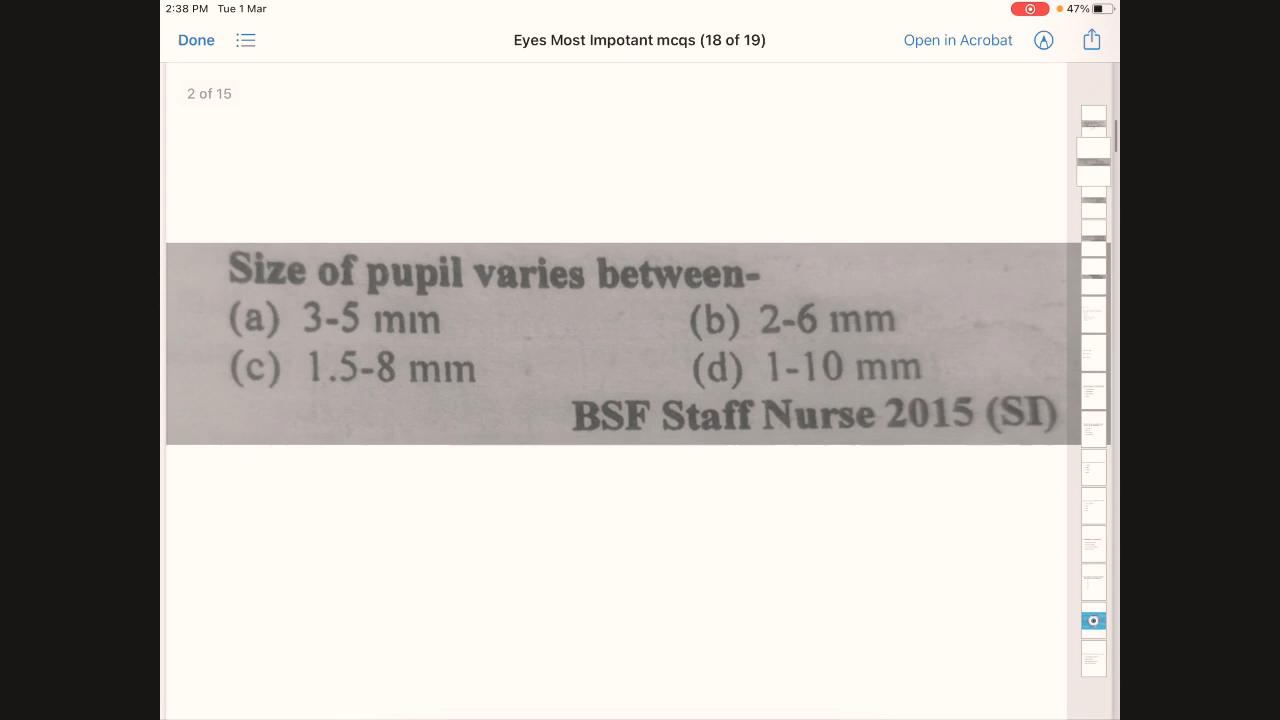 2:38 PM Tue 1 Mar
47%
Done
Eyes Most Impotant mcqs (18 of 19)
Open in Acrobat
2 of 15
Size of pupil varies between-
(a) 3-5 mm (b) 2-6 mm
(c) 1.5-8 mm (d) 1-10 mm
BSF Staff Nurse 2015 (SI)